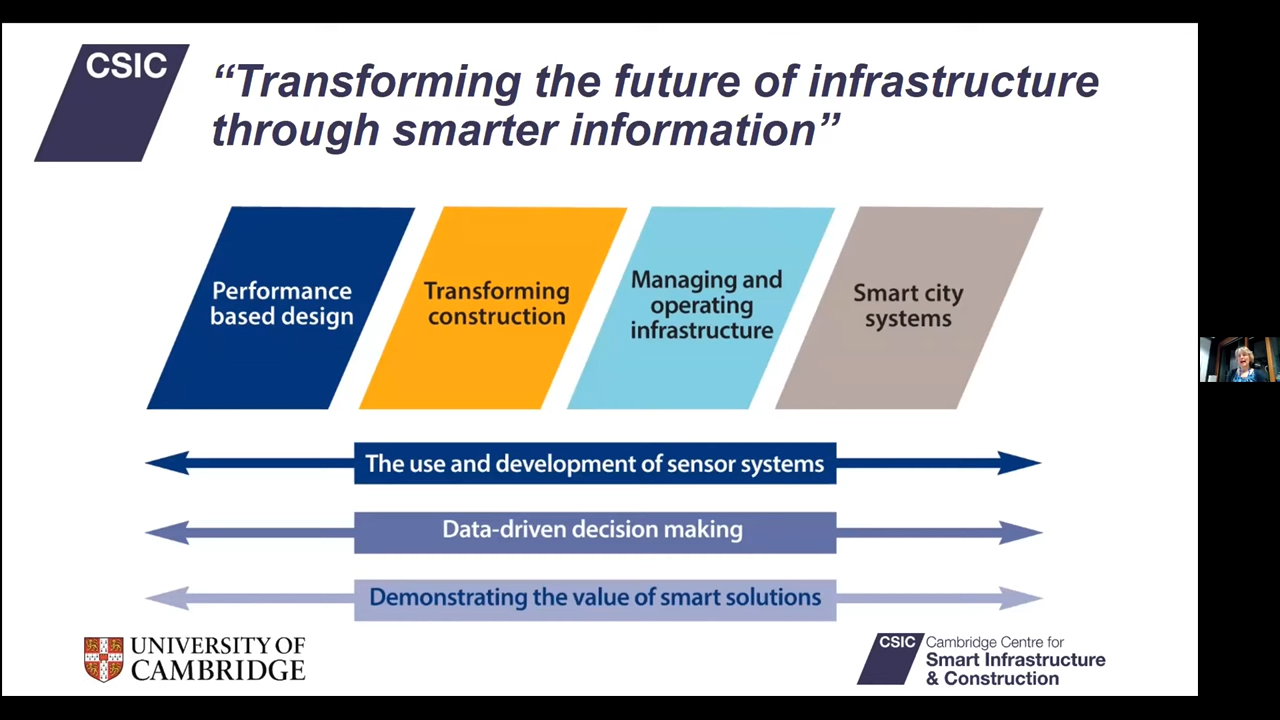 CSIC
“Transforming the future of infrastructure
through smarter information”
Performance
based design
Transforming
construction
Managing and
operating
infrastructure
Smart city
systems
The use and development of sensor systems
Data-driven decision making
Demonstrating the value of smart solutions
UNIVERSITY OF
CAMBRIDGE
CSIC
Cambridge Centre for
Smart Infrastructure
& Construction